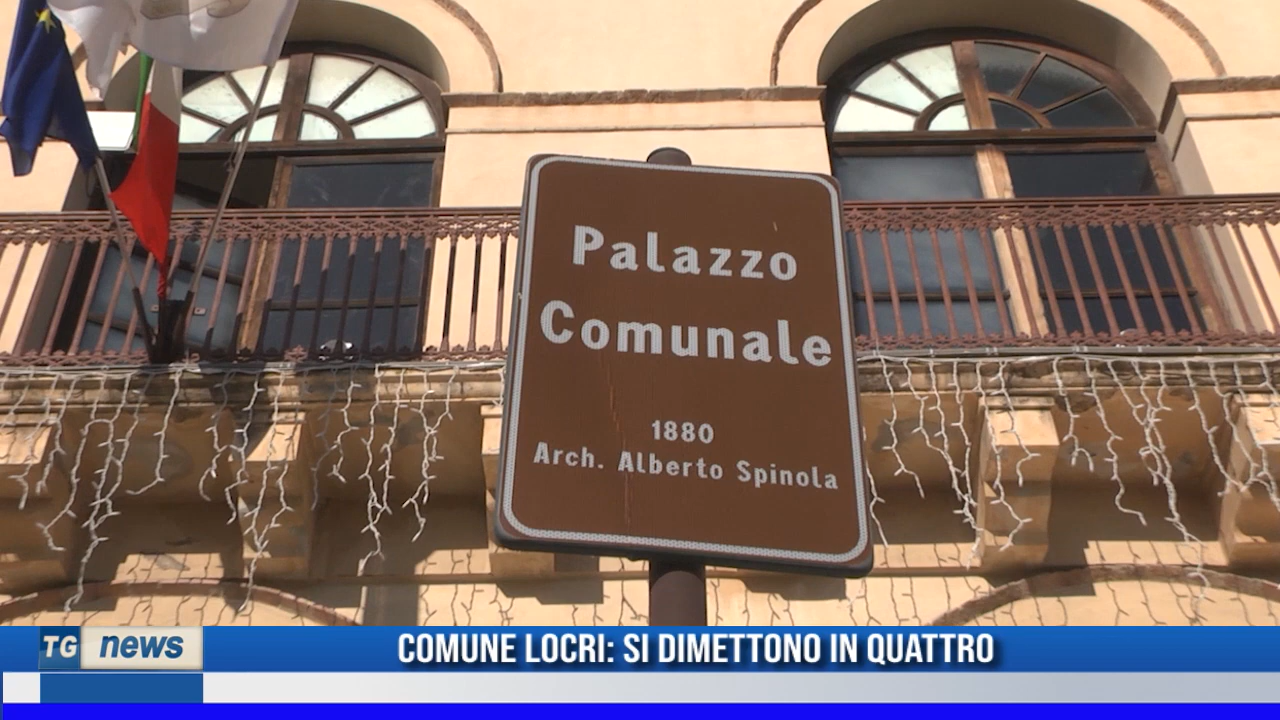 Palazzo
Comunale
1880
Arch. Alberto Spinola
TG news
COMUNE LOCRI: SI DIMETTONO IN QUATTRO